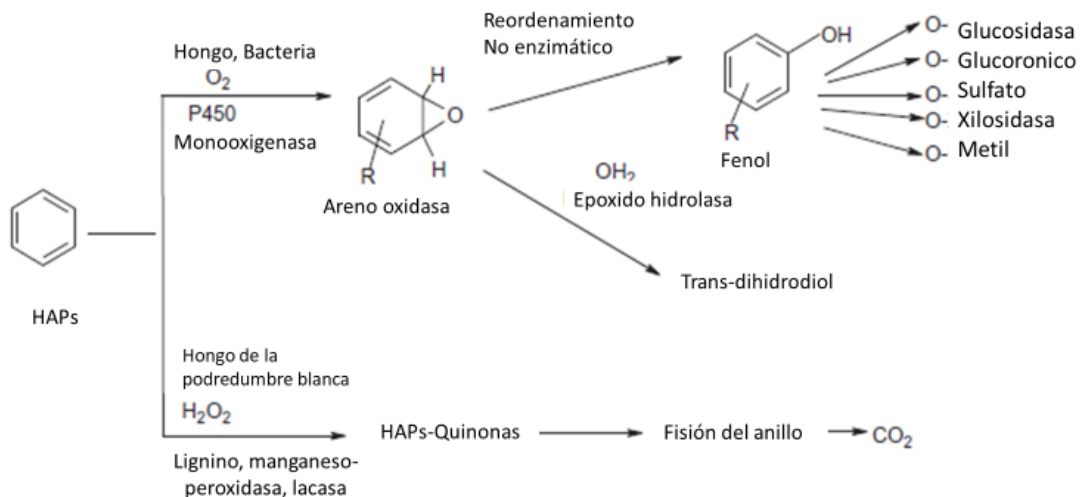 Hongo, Bacteria
O₂
P450
Monooxigenasa
H
O
H
R
Areno oxidasa
Reordenamiento
No enzimático
OH
R
Fenol
O- Glucosidasa
O- Glucoronico
O- Sulfato
O- Xilosidasa
O- Metil
OH₂
Epoxido hidrolasa
Trans-dihidrodiol
HAPs
Hongo de la
podredumbre blanca
H₂O₂
Lignino, manganeso-
peroxidasa, lacasa
HAPs-Quinonas
Fisión del anillo
CO₂